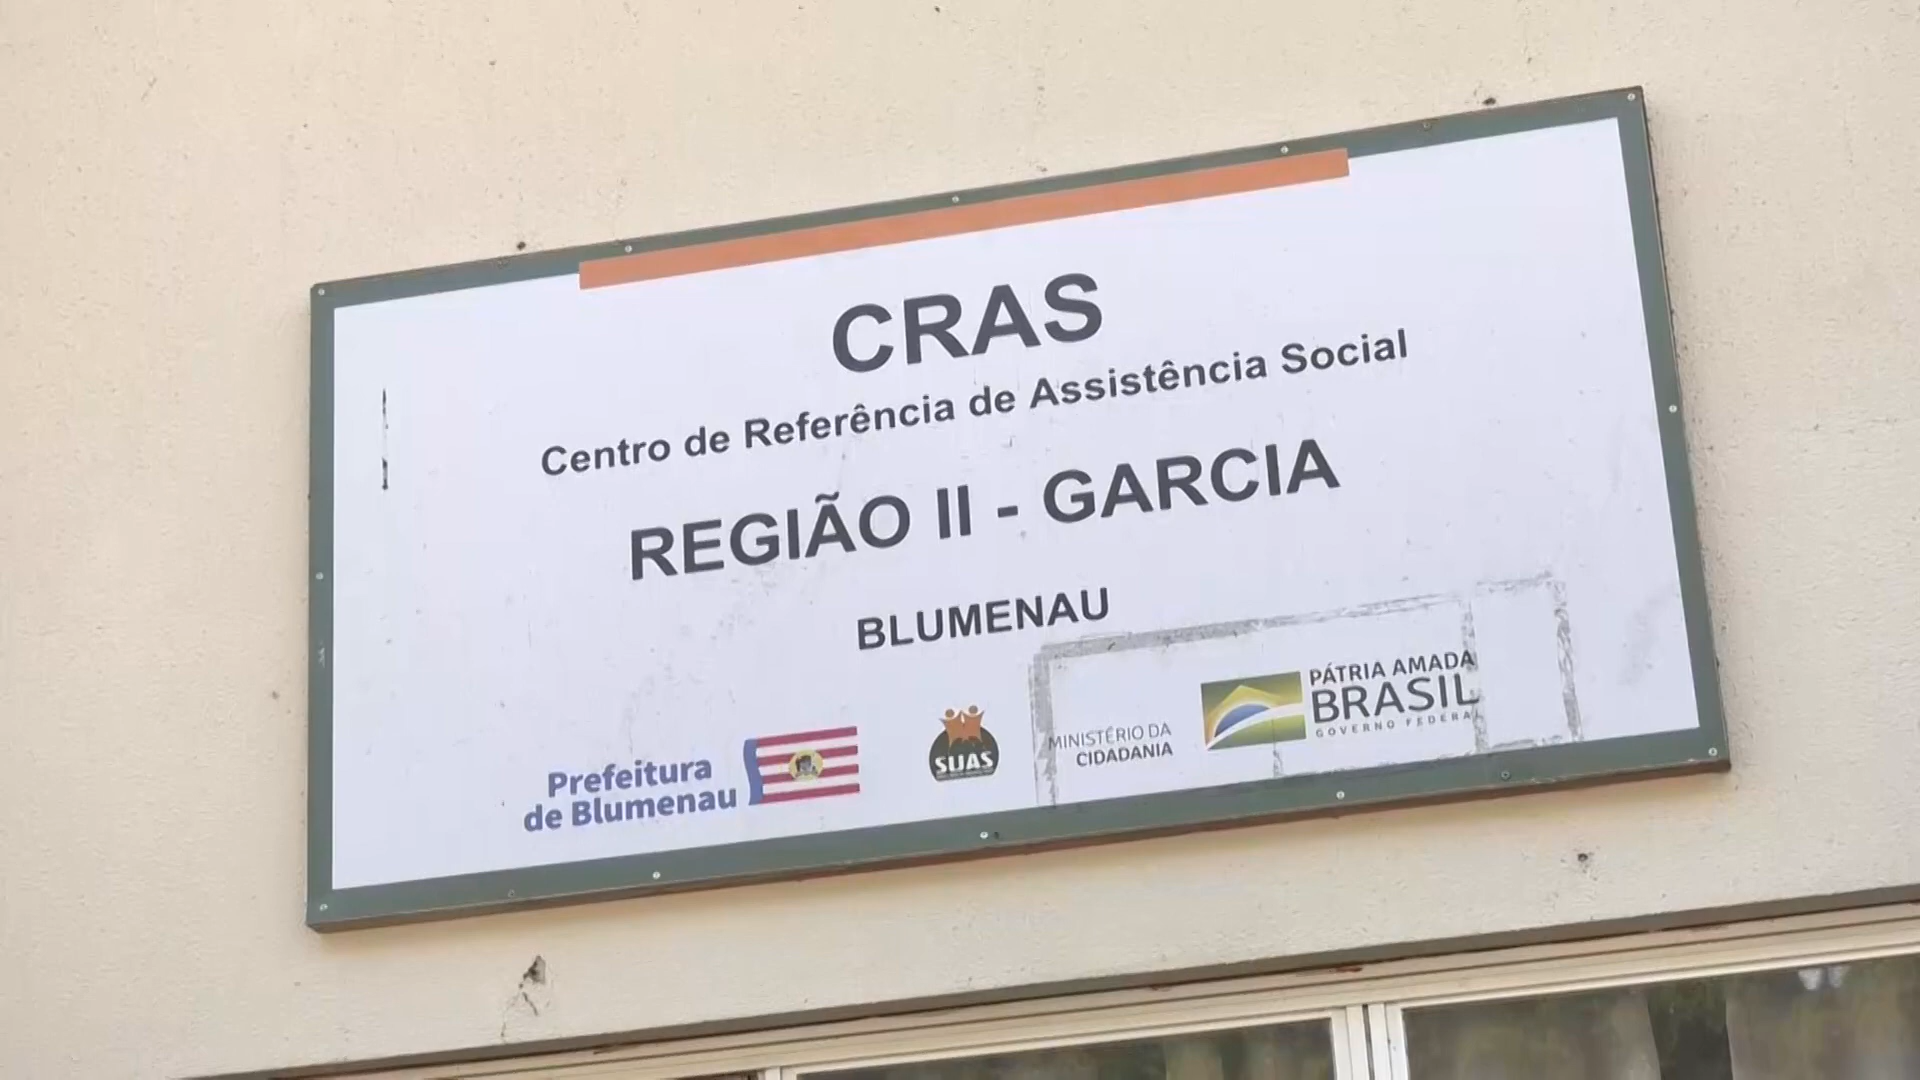 CRAS
Centro de Referência de Assistência Social
REGIÃO II - GARCIA
BLUMENAU
Prefeitura
de Blumenau
SUAS
MINISTÉRIO DA
CIDADANIA
PÁTRIA AMADA
BRASIL
GOVERNO FEDERAL